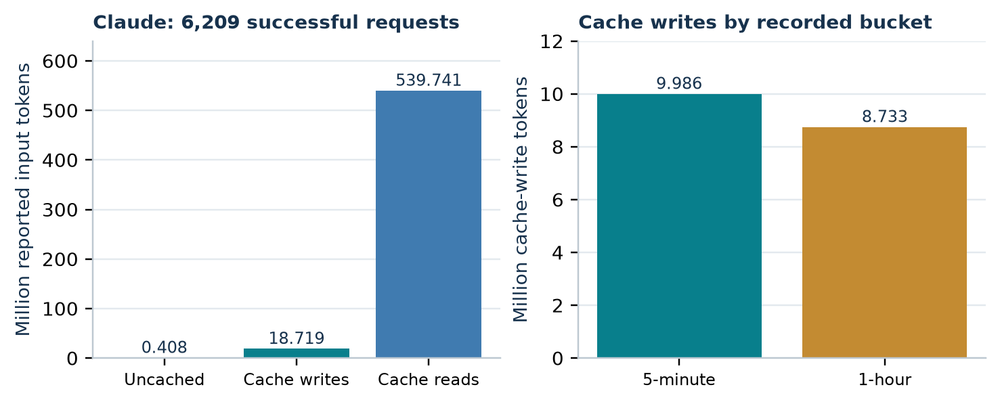 Claude: 6,209 successful requests
Million reported input tokens
600
500
400
300
200
100
0
0.408
18.719
539.741
Uncached
Cache writes
Cache reads
Cache writes by recorded bucket
Million cache-write tokens
12
10
8
6
4
2
0
9.986
8.733
5-minute
1-hour